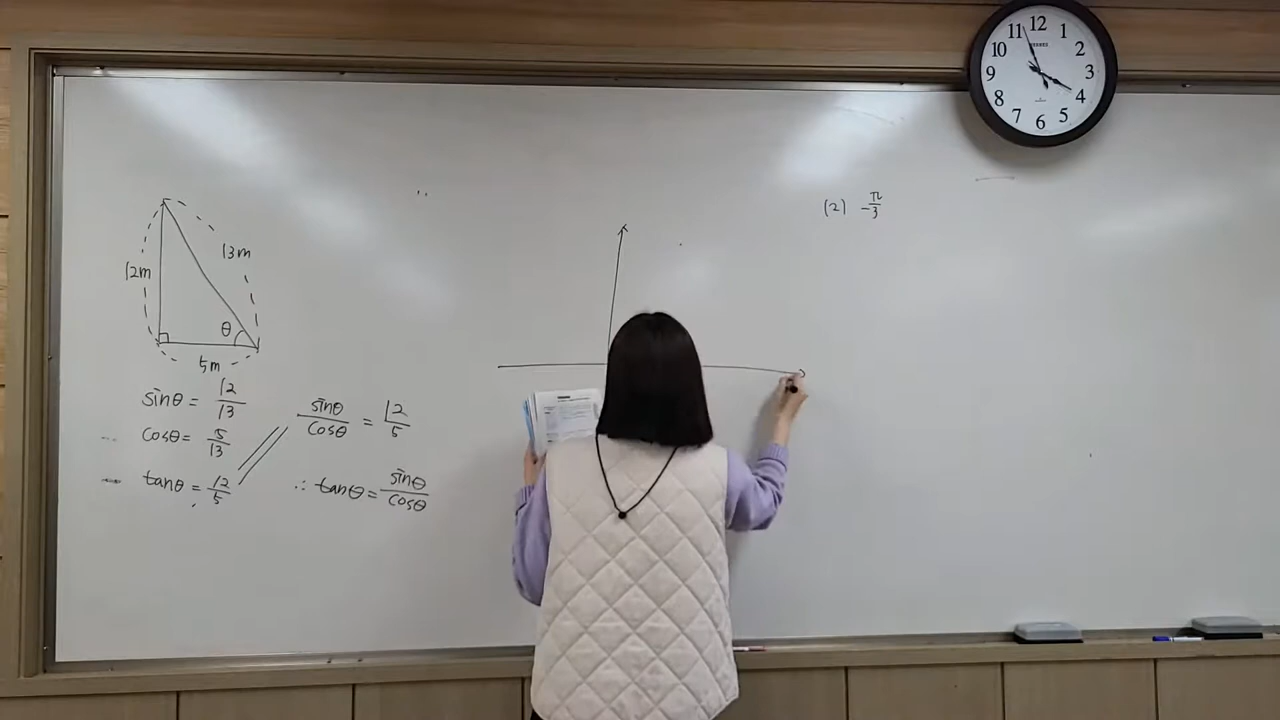 12m
13m
θ
5m
sinθ = 12/13
cosθ = 5/13
tanθ = 12/5
sinθ/cosθ = 12/5
∴ tanθ = sinθ/cosθ
(2) -π/3
12
1
2
3
4
5
6
7
8
9
10
11